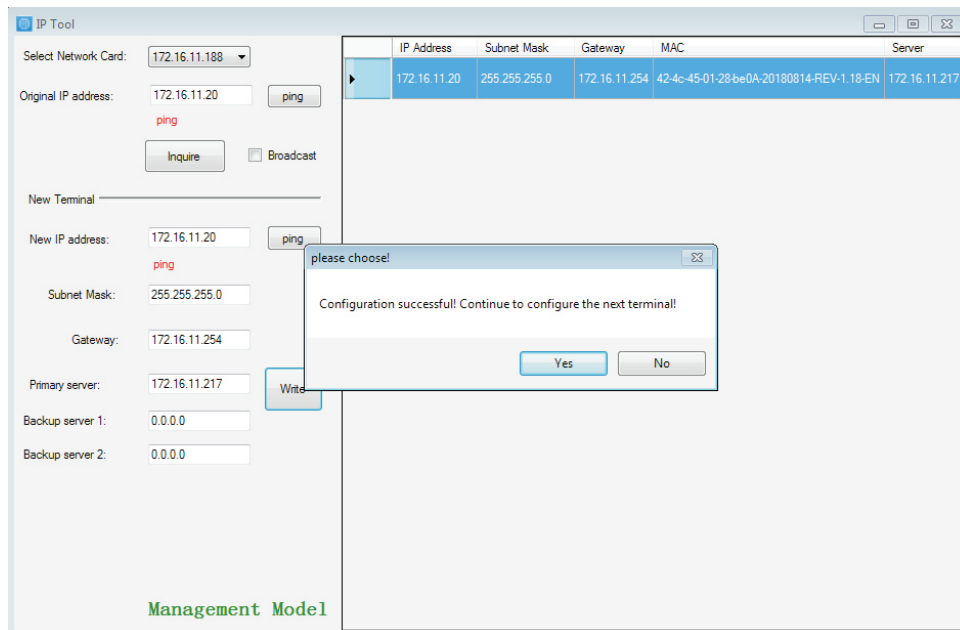 IP Tool
Select Network Card: 172.16.11.188
Original IP address: 172.16.11.20 ping
ping
Inquire Broadcast
New Terminal
New IP address: 172.16.11.20 ping
ping
Subnet Mask: 255.255.255.0
Gateway: 172.16.11.254
Primary server: 172.16.11.217 Write
Backup server 1: 0.0.0.0
Backup server 2: 0.0.0.0
Management Model
IP Address Subnet Mask Gateway MAC Server
172.16.11.20 255.255.255.0 172.16.11.254 42-4c-45-01-28-be0A-20180814-REV-1.18-EN 172.16.11.217
please choose!
Configuration successful! Continue to configure the next terminal!
Yes No